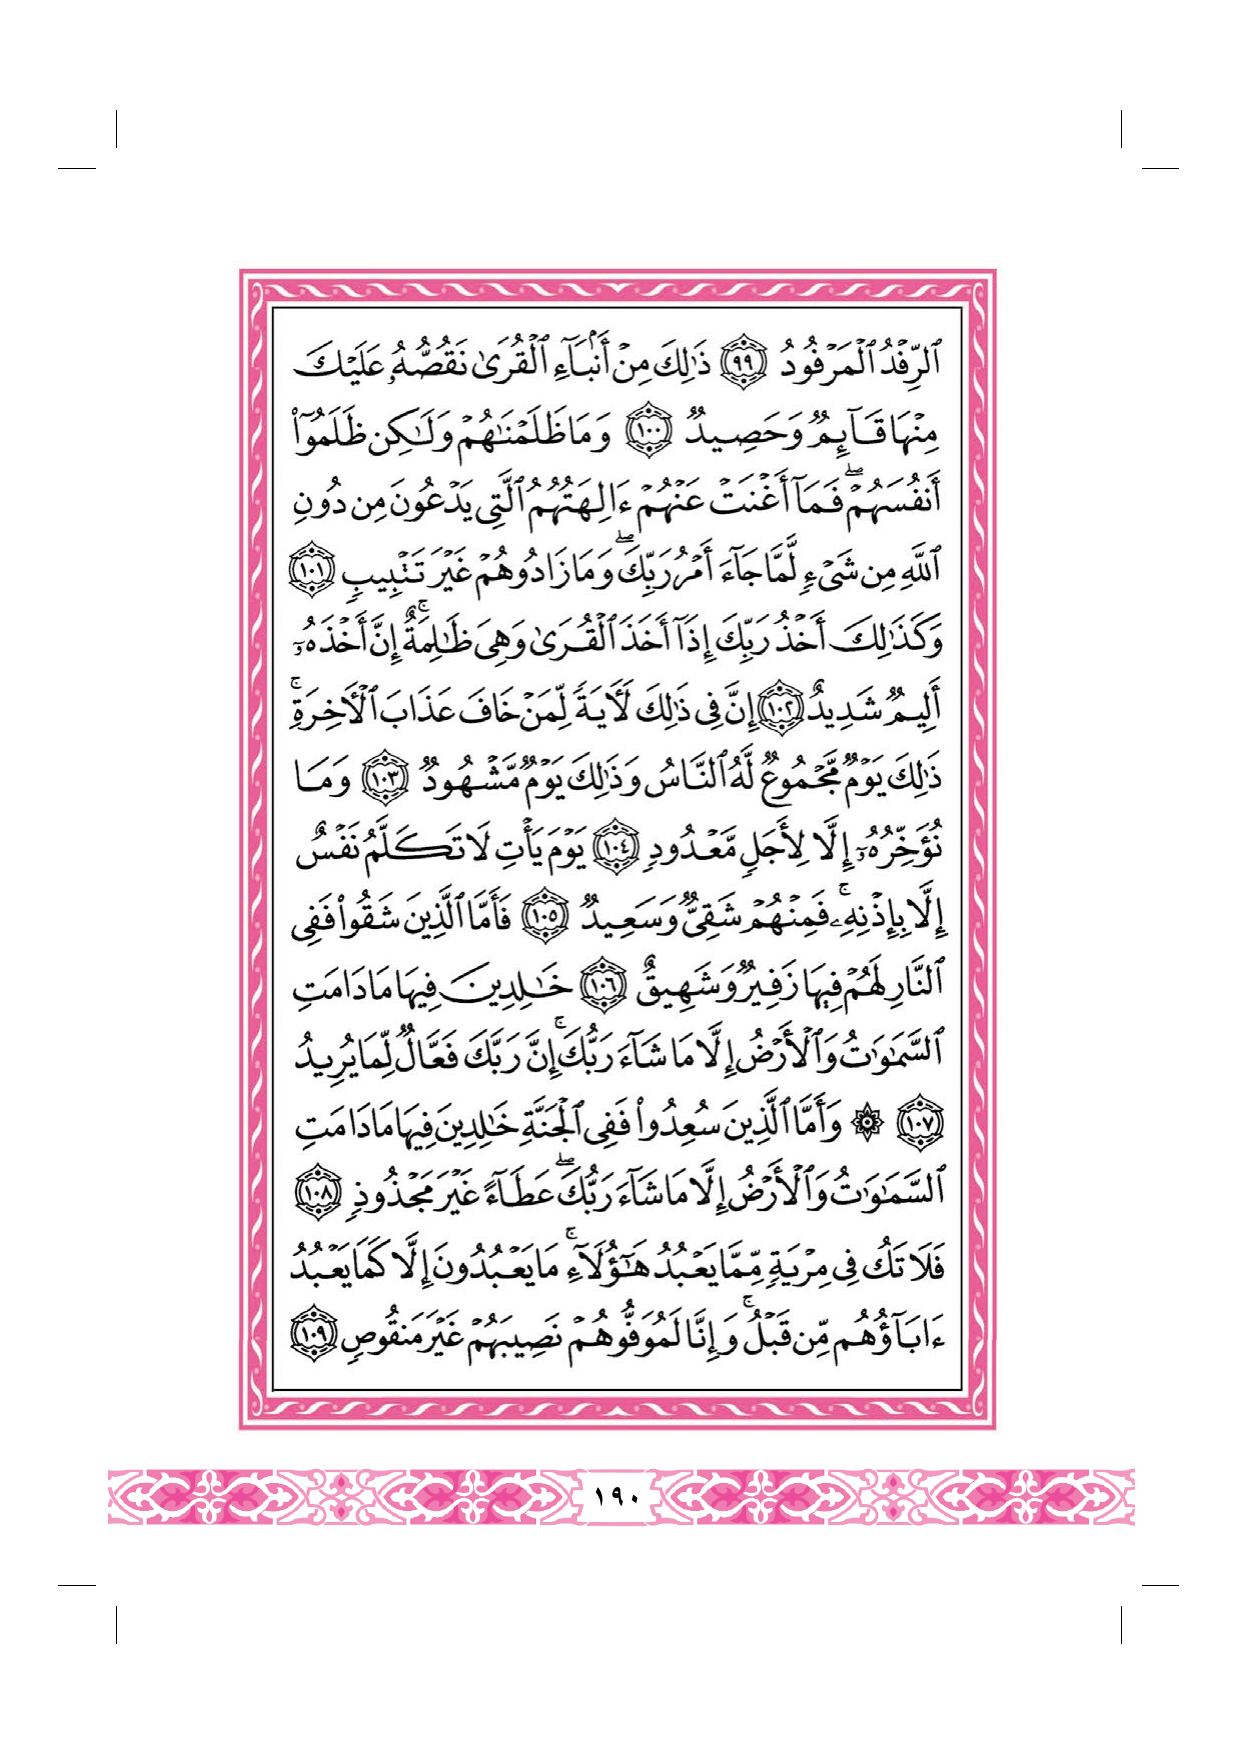 ٱلرِّفۡدُ ٱلۡمَرۡفُودُ ٩٩ ذَٰلِكَ مِنۡ أَنۢبَآءِ ٱلۡقُرَىٰ نَقُصُّهُۥ عَلَيۡكَ
مِنۡهَا قَآئِمٞ وَحَصِيدٞ ١٠٠ وَمَا ظَلَمۡنَٰهُمۡ وَلَٰكِن ظَلَمُوٓاْ
أَنفُسَهُمۡۖ فَمَآ أَغۡنَتۡ عَنۡهُمۡ ءَالِهَتُهُمُ ٱلَّتِي يَدۡعُونَ مِن دُونِ
ٱللَّهِ مِن شَيۡءٖ لَّمَّا جَآءَ أَمۡرُ رَبِّكَۖ وَمَا زَادُوهُمۡ غَيۡرَ تَتۡبِيبٖ ١٠١
وَكَذَٰلِكَ أَخۡذُ رَبِّكَ إِذَآ أَخَذَ ٱلۡقُرَىٰ وَهِيَ ظَٰلِمَةٌۚ إِنَّ أَخۡذَهُۥٓ
أَلِيمٞ شَدِيدٌ ١٠٢ إِنَّ فِي ذَٰلِكَ لَأٓيَةٗ لِّمَنۡ خَافَ عَذَابَ ٱلۡأٓخِرَةِۚ
ذَٰلِكَ يَوۡمٞ مَّجۡمُوعٞ لَّهُ ٱلنَّاسُ وَذَٰلِكَ يَوۡمٞ مَّشۡهُودٞ ١٠٣ وَمَا
نُؤَخِّرُهُۥٓ إِلَّا لِأَجَلٖ مَّعۡدُودٖ ١٠٤ يَوۡمَ يَأۡتِ لَا تَكَلَّمُ نَفۡسٌ
إِلَّا بِإِذۡنِهِۦۚ فَمِنۡهُمۡ شَقِيّٞ وَسَعِيدٞ ١٠٥ فَأَمَّا ٱلَّذِينَ شَقُواْ فَفِي
ٱلنَّارِ لَهُمۡ فِيهَا زَفِيرٞ وَشَهِيقٌ ١٠٦ خَٰلِدِينَ فِيهَا مَا دَامَتِ
ٱلسَّمَٰوَٰتُ وَٱلۡأَرۡضُ إِلَّا مَا شَآءَ رَبُّكَۚ إِنَّ رَبَّكَ فَعَّالٞ لِّمَا يُرِيدُ
١٠٧ ۞ وَأَمَّا ٱلَّذِينَ سُعِدُواْ فَفِي ٱلۡجَنَّةِ خَٰلِدِينَ فِيهَا مَا دَامَتِ
ٱلسَّمَٰوَٰتُ وَٱلۡأَرۡضُ إِلَّا مَا شَآءَ رَبُّكَۖ عَطَآءً غَيۡرَ مَجۡذُوذٖ ١٠٨
فَلَا تَكُ فِي مِرۡيَةٖ مِّمَّا يَعۡبُدُ هَٰٓؤُلَآءِۚ مَا يَعۡبُدُونَ إِلَّا كَمَا يَعۡبُدُ
ءَابَآؤُهُم مِّن قَبۡلُۚ وَإِنَّا لَمُوَفُّوهُمۡ نَصِيبَهُمۡ غَيۡرَ مَنقُوصٖ ١٠٩
١٩٠